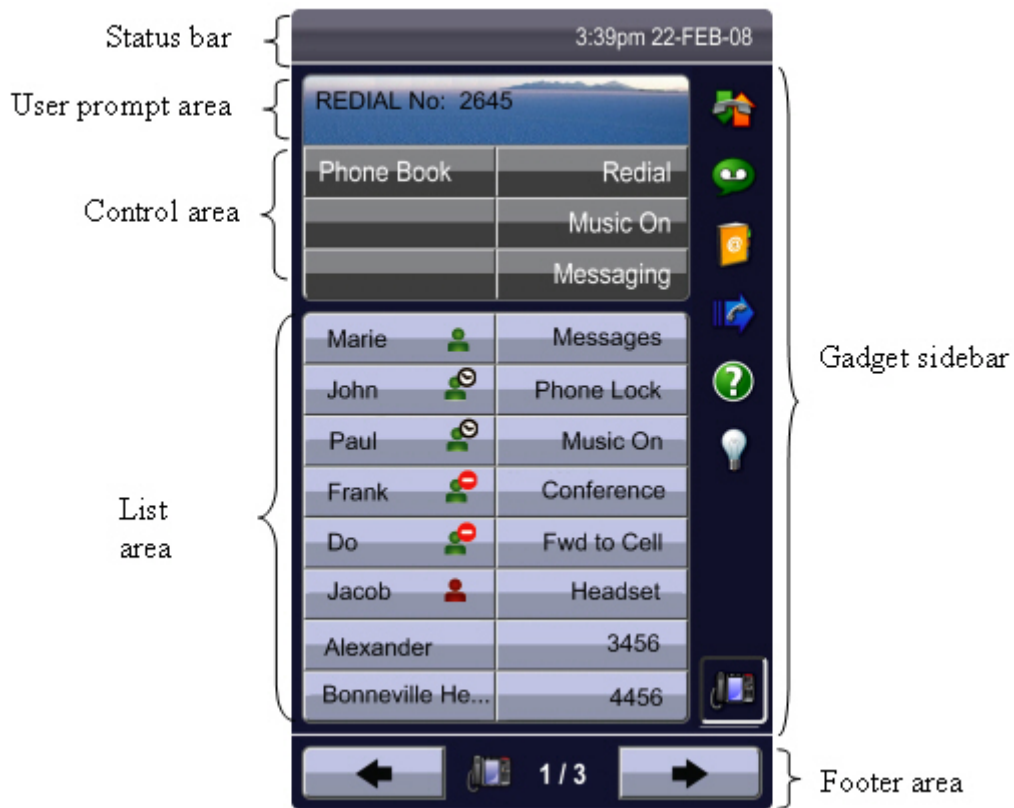 Status bar
3:39pm 22-FEB-08
User prompt area
REDIAL No: 2645
Control area
Phone Book Redial
Music On
Messaging
List
area
Marie Messages
John Phone Lock
Paul Music On
Frank Conference
Do Fwd to Cell
Jacob Headset
Alexander 3456
Bonneville He... 4456
@
?
Gadget sidebar
1 / 3
Footer area